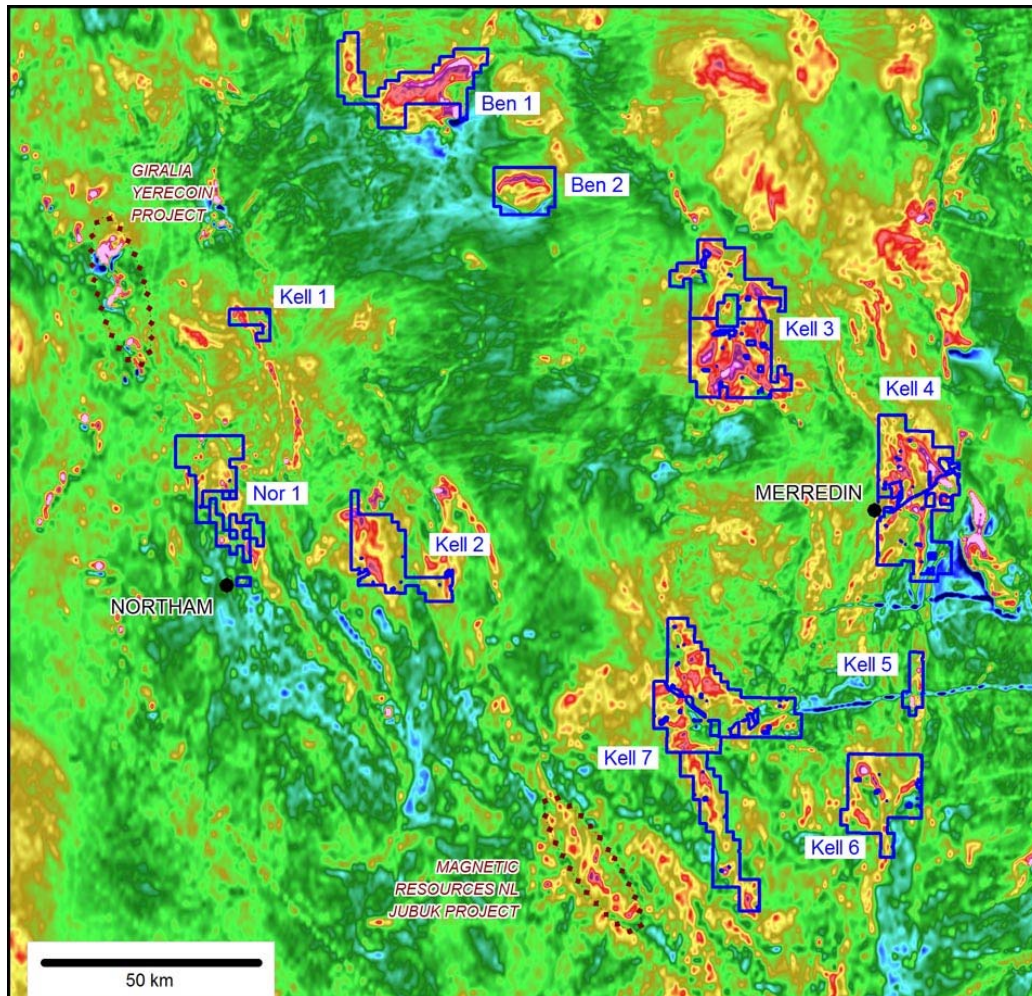 Ben 1
GIRALIA
YERECOIN
PROJECT
Ben 2
Kell 1
Kell 3
Kell 4
Nor 1
MERREDIN
Kell 2
NORTHAM
Kell 5
Kell 7
Kell 6
MAGNETIC
RESOURCES NL
JUBUK PROJECT
50 km